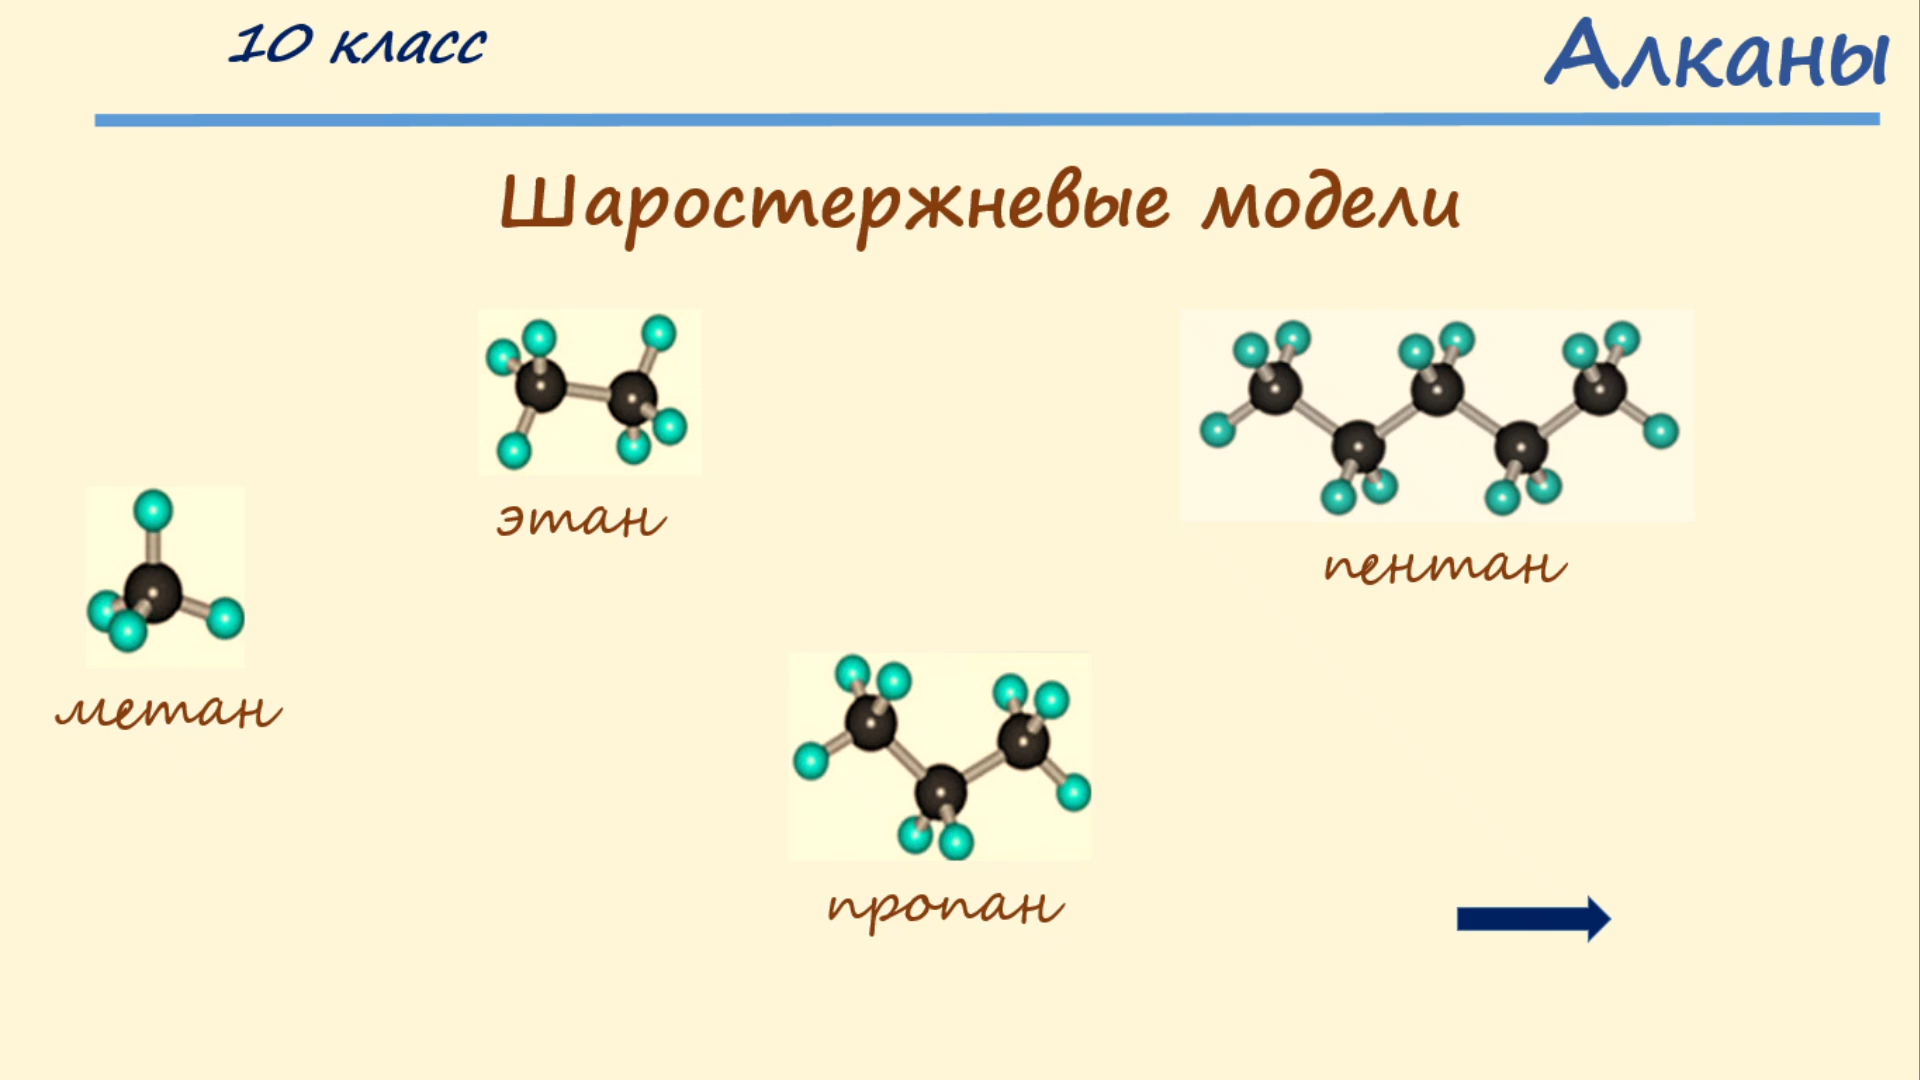 10 класс
Алканы
Шаростержневые модели
этан
пентан
метан
пропан